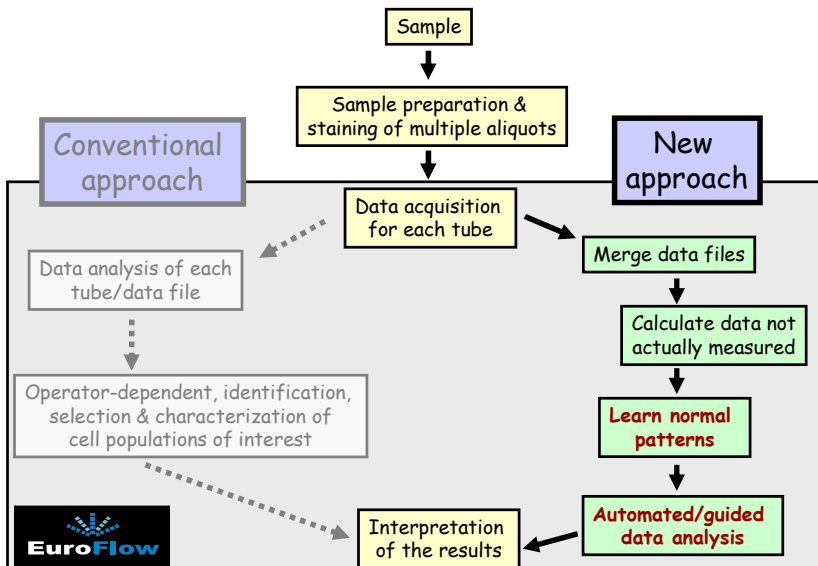 Sample
Sample preparation &
staining of multiple aliquots
Conventional
approach
New
approach
Data acquisition
for each tube
Data analysis of each
tube/data file
Merge data files
Calculate data not
actually measured
Operator-dependent, identification,
selection & characterization of
cell populations of interest
Learn normal
patterns
Automated/guided
data analysis
Interpretation
of the results
EuroFlow